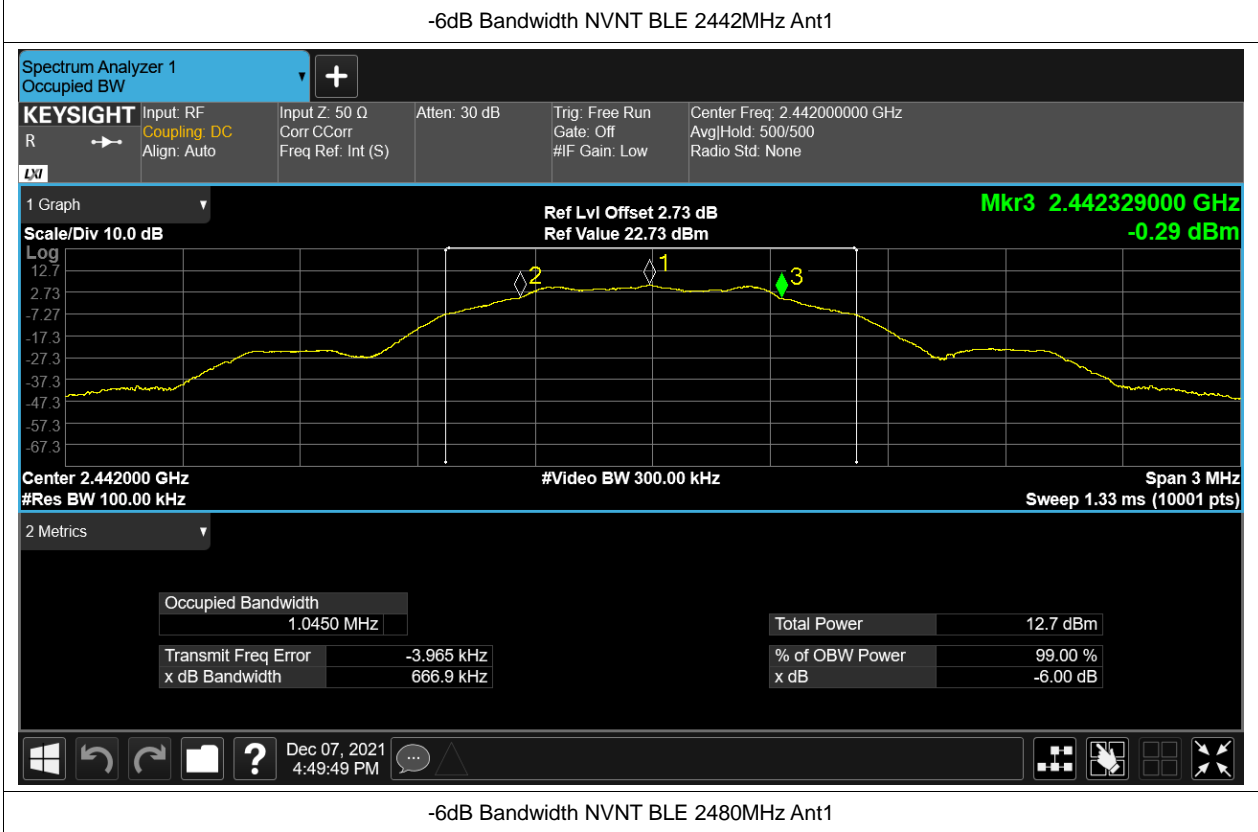 -6dB Bandwidth NVNT BLE 2442MHz Ant1
Spectrum Analyzer 1
Occupied BW
KEYSIGHT
R
LXI
Input: RF
Coupling: DC
Align: Auto
Input Z: 50 Ω
Corr CCorr
Freq Ref: Int (S)
Atten: 30 dB
Trig: Free Run
Gate: Off
#IF Gain: Low
Center Freq: 2.442000000 GHz
Avg|Hold: 500/500
Radio Std: None
1 Graph
Scale/Div 10.0 dB
Ref Lvl Offset 2.73 dB
Ref Value 22.73 dBm
Mkr3 2.442329000 GHz
-0.29 dBm
Log
12.7
2.73
-7.27
-17.3
-27.3
-37.3
-47.3
-57.3
-67.3
2
1
3
Center 2.442000 GHz
#Res BW 100.00 kHz
#Video BW 300.00 kHz
Span 3 MHz
Sweep 1.33 ms (10001 pts)
2 Metrics
Occupied Bandwidth
1.0450 MHz
Transmit Freq Error -3.965 kHz
x dB Bandwidth 666.9 kHz
Total Power 12.7 dBm
% of OBW Power 99.00 %
x dB -6.00 dB
?
Dec 07, 2021
4:49:49 PM
-6dB Bandwidth NVNT BLE 2480MHz Ant1